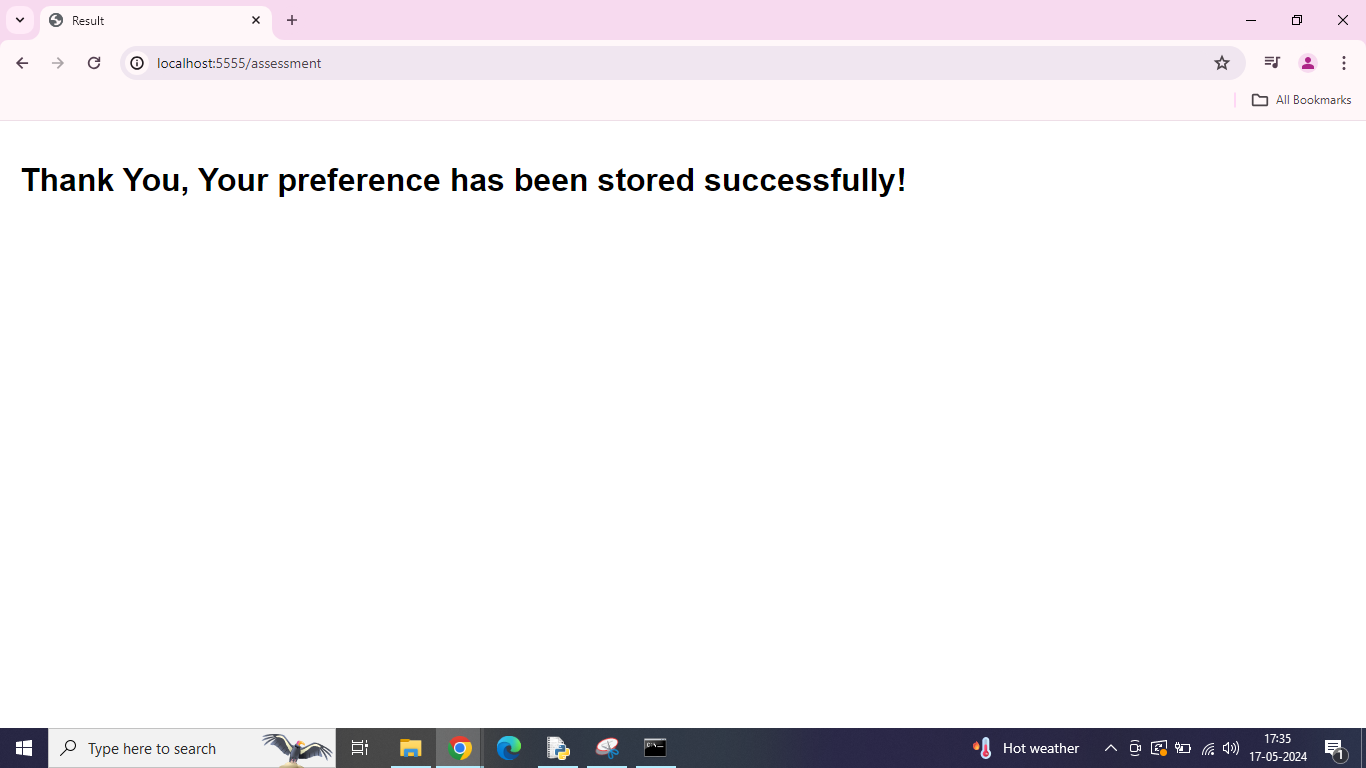 Result
localhost:5555/assessment
All Bookmarks
Thank You, Your preference has been stored successfully!
Type here to search
Hot weather
17:35
17-05-2024
1